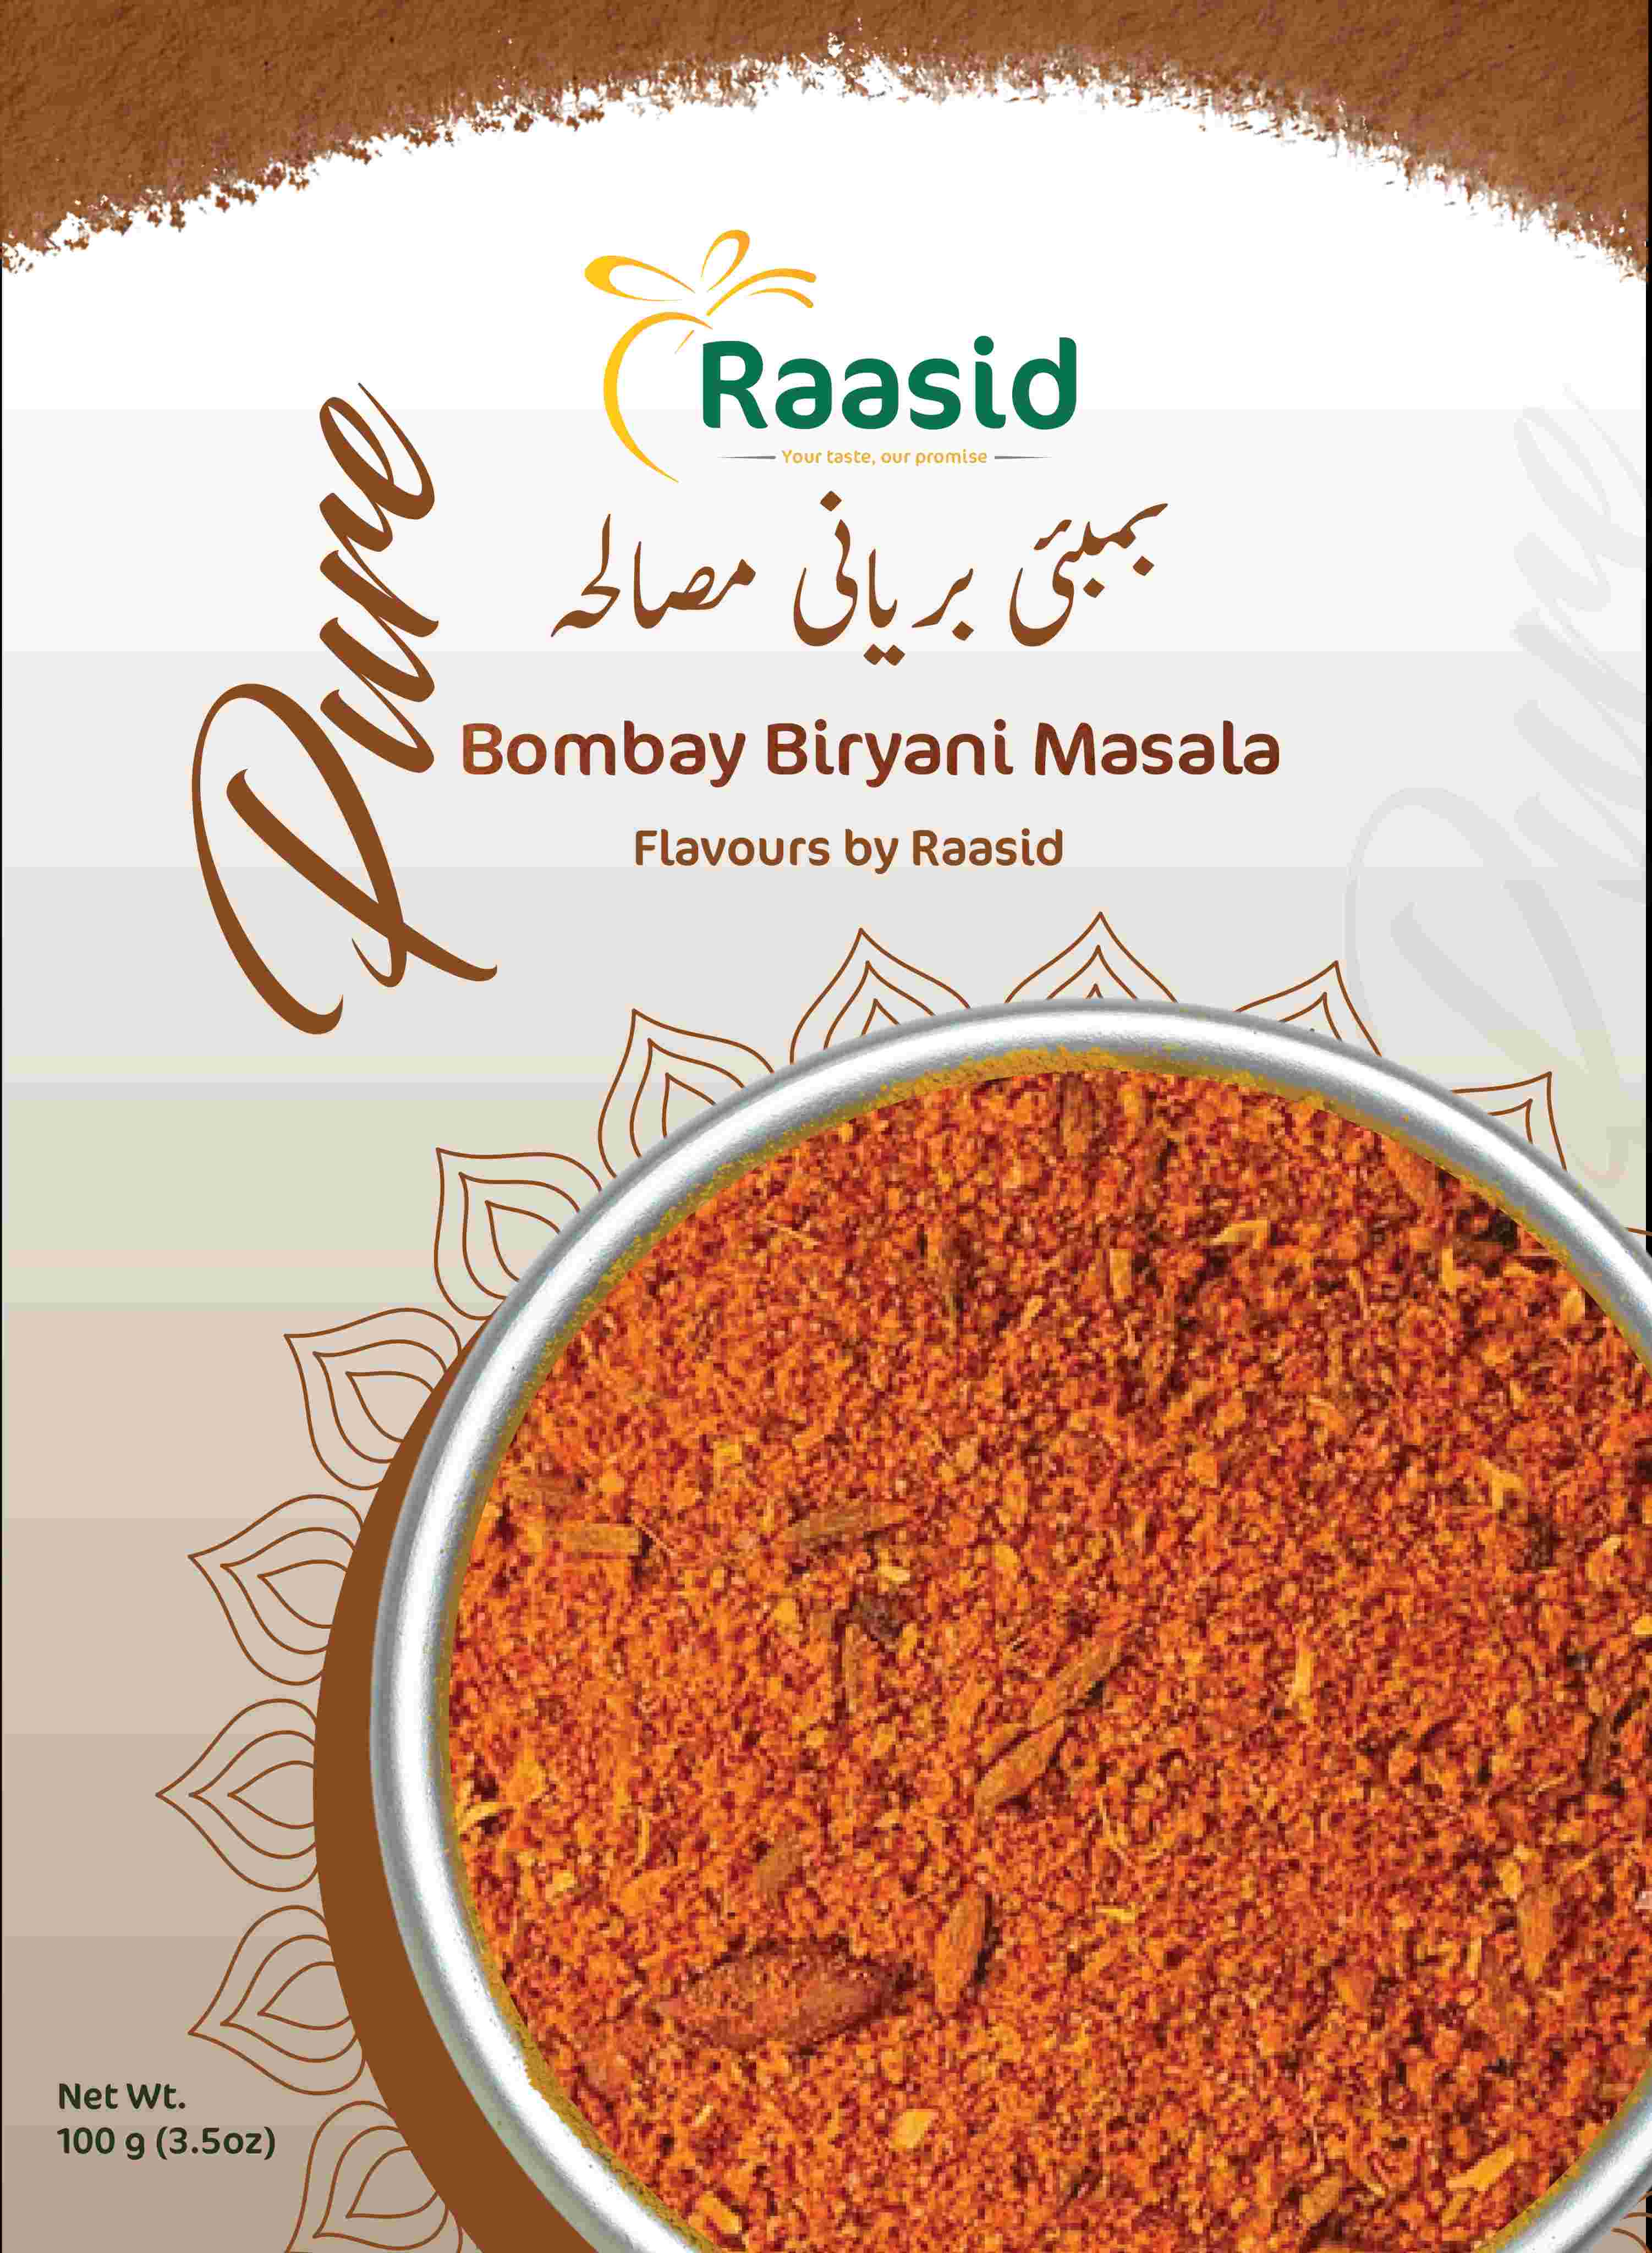 Raasid
Your taste, our promise
Pure
بمبئی بریانی مصالحہ
Bombay Biryani Masala
Flavours by Raasid
Pure
Net Wt.
100 g (3.5oz)